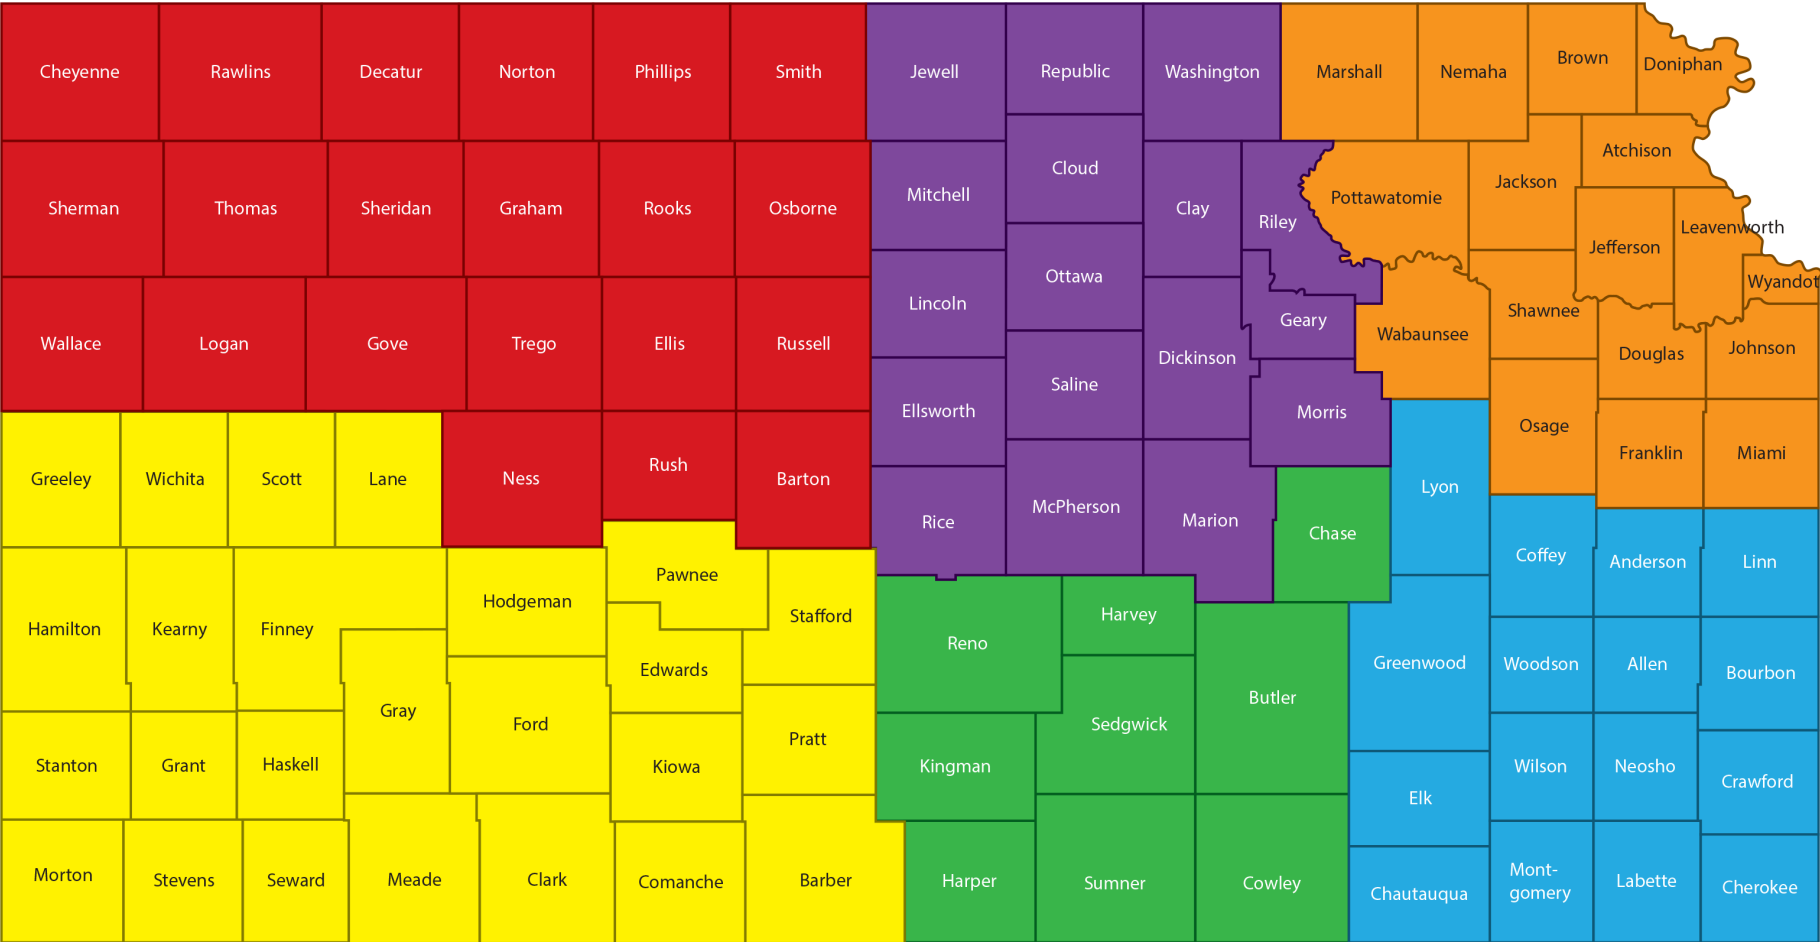 Cheyenne
Rawlins
Decatur
Norton
Phillips
Smith
Jewell
Republic
Washington
Marshall
Nemaha
Brown
Doniphan
Sherman
Thomas
Sheridan
Graham
Rooks
Osborne
Mitchell
Cloud
Clay
Riley
Pottawatomie
Jackson
Atchison
Jefferson
Leavenworth
Wyandot
Wallace
Logan
Gove
Trego
Ellis
Russell
Lincoln
Ottawa
Dickinson
Geary
Wabaunsee
Shawnee
Douglas
Johnson
Ellsworth
Saline
Morris
Osage
Franklin
Miami
Greeley
Wichita
Scott
Lane
Ness
Rush
Barton
Rice
McPherson
Marion
Chase
Lyon
Coffey
Anderson
Linn
Hamilton
Kearny
Finney
Hodgeman
Pawnee
Stafford
Edwards
Reno
Harvey
Butler
Greenwood
Woodson
Allen
Bourbon
Gray
Ford
Pratt
Sedgwick
Stanton
Grant
Haskell
Kiowa
Kingman
Elk
Wilson
Neosho
Crawford
Morton
Stevens
Seward
Meade
Clark
Comanche
Barber
Harper
Sumner
Cowley
Chautauqua
Mont-
gomery
Labette
Cherokee